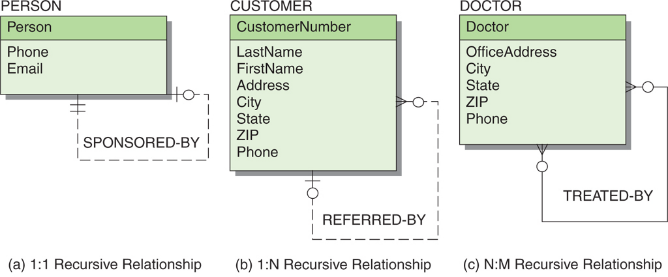 PERSON
Person
Phone
Email
SPONSORED-BY
(a) 1:1 Recursive Relationship
CUSTOMER
CustomerNumber
LastName
FirstName
Address
City
State
ZIP
Phone
REFERRED-BY
(b) 1:N Recursive Relationship
DOCTOR
Doctor
OfficeAddress
City
State
ZIP
Phone
TREATED-BY
(c) N:M Recursive Relationship